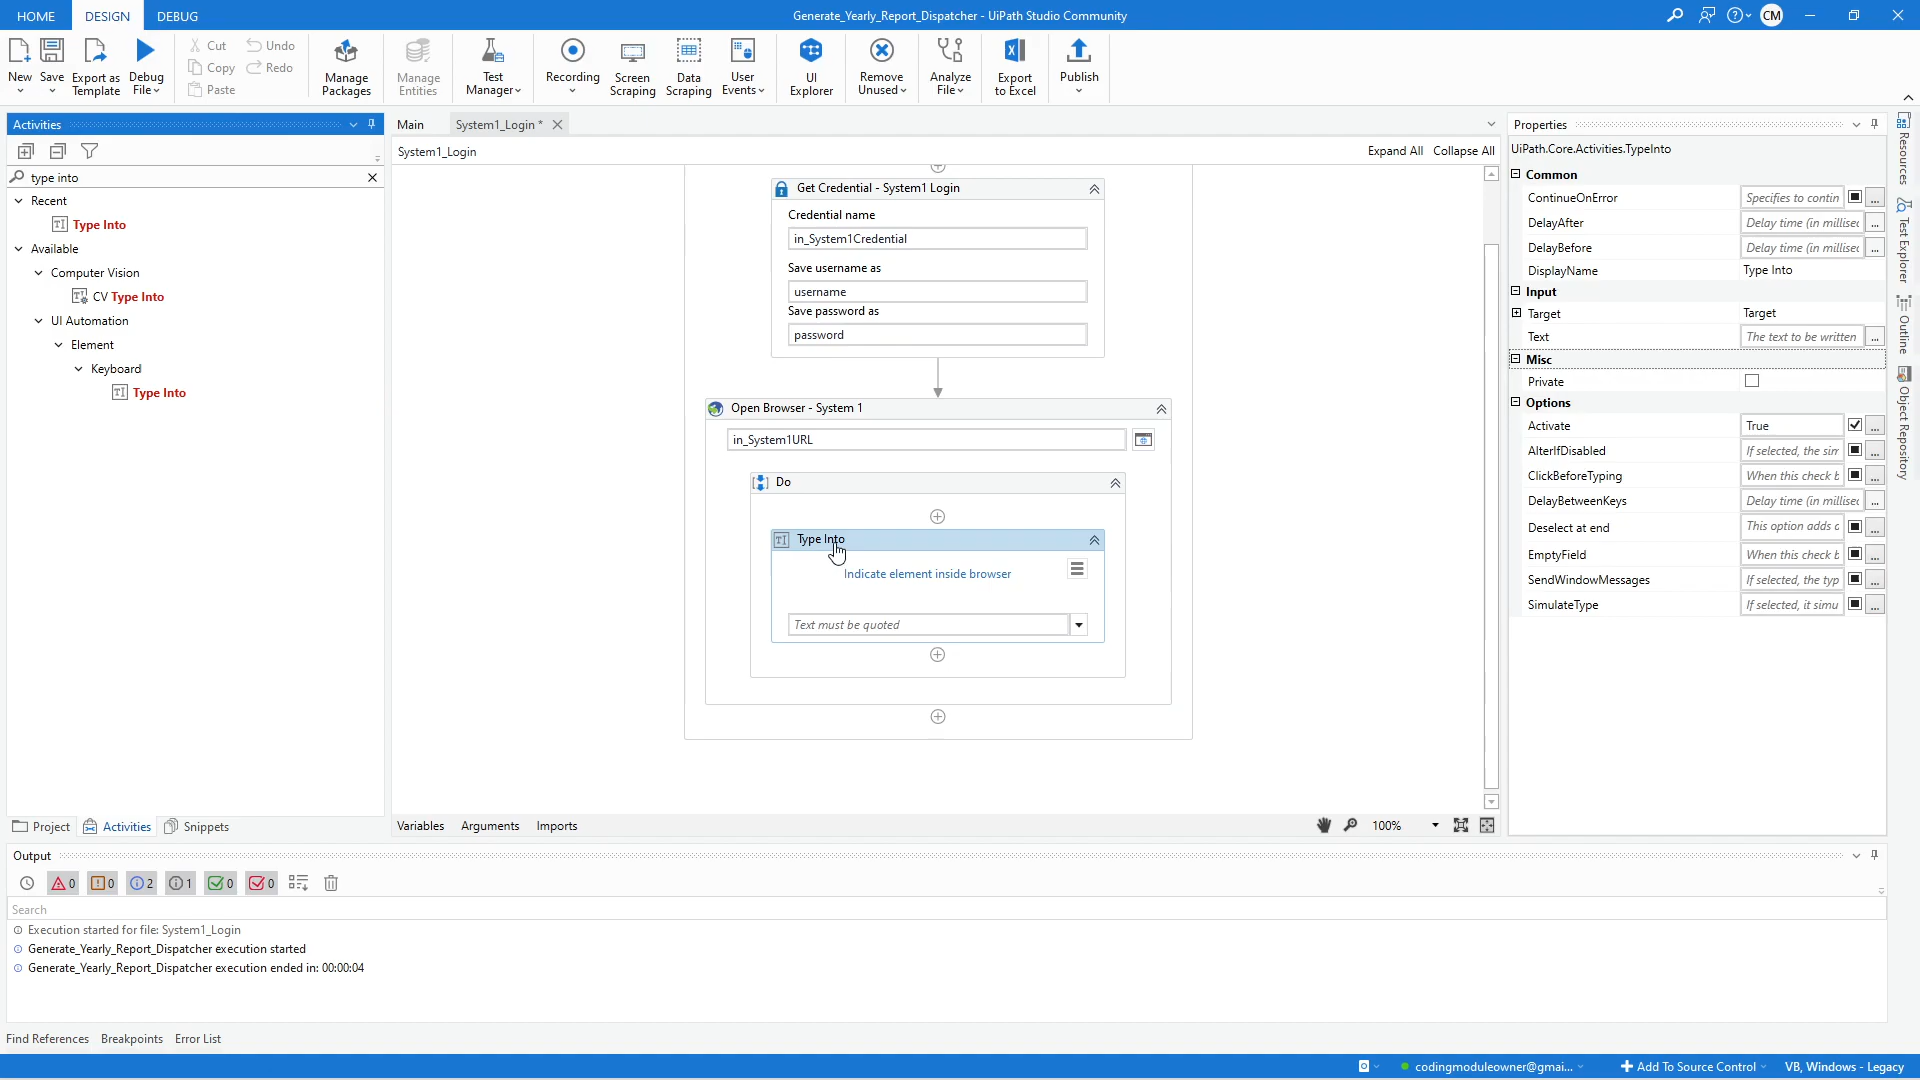 HOME DESIGN DEBUG
Generate_Yearly_Report_Dispatcher - UiPath Studio Community
CM
New Save Export as Template Debug File
Cut Copy Paste Undo Redo
Manage Packages
Manage Entities
Test Manager
Recording
Screen Scraping
Data Scraping
User Events
UI Explorer
Remove Unused
Analyze File
Export to Excel
Publish
Activities
type into
Recent
Type Into
Available
Computer Vision
CV Type Into
UI Automation
Element
Keyboard
Type Into
Project Activities Snippets
Main System1_Login *
System1_Login Expand All Collapse All
Get Credential - System1 Login
Credential name
in_System1Credential
Save username as
username
Save password as
password
Open Browser - System 1
in_System1URL
Do
Type Into
Indicate element inside browser
Text must be quoted
Variables Arguments Imports 100%
Properties
UiPath.Core.Activities.TypeInto
Common
ContinueOnError Specifies to contin ...
DelayAfter Delay time (in millisec ...
DelayBefore Delay time (in millisec ...
DisplayName Type Into
Input
Target Target
Text The text to be written ...
Misc
Private
Options
Activate True ...
AlterIfDisabled If selected, the sim ...
ClickBeforeTyping When this check b ...
DelayBetweenKeys Delay time (in millisec ...
Deselect at end This option adds a ...
EmptyField When this check b ...
SendWindowMessages If selected, the typ ...
SimulateType If selected, it simu ...
Resources
Test Explorer
Outline
Object Repository
Output
0 0 2 1 0 0
Search
Execution started for file: System1_Login
Generate_Yearly_Report_Dispatcher execution started
Generate_Yearly_Report_Dispatcher execution ended in: 00:00:04
Find References Breakpoints Error List
codingmoduleowner@gmai... Add To Source Control VB, Windows - Legacy